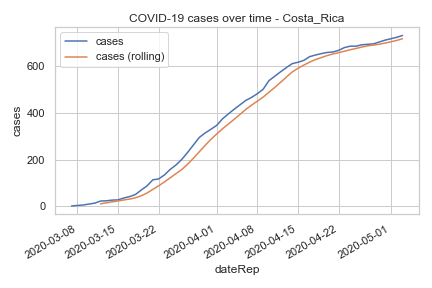 COVID-19 cases over time - Costa_Rica
cases
cases (rolling)
600
400
200
0
cases
2020-03-08
2020-03-15
2020-03-22
2020-04-01
2020-04-08
2020-04-15
2020-04-22
2020-05-01
dateRep